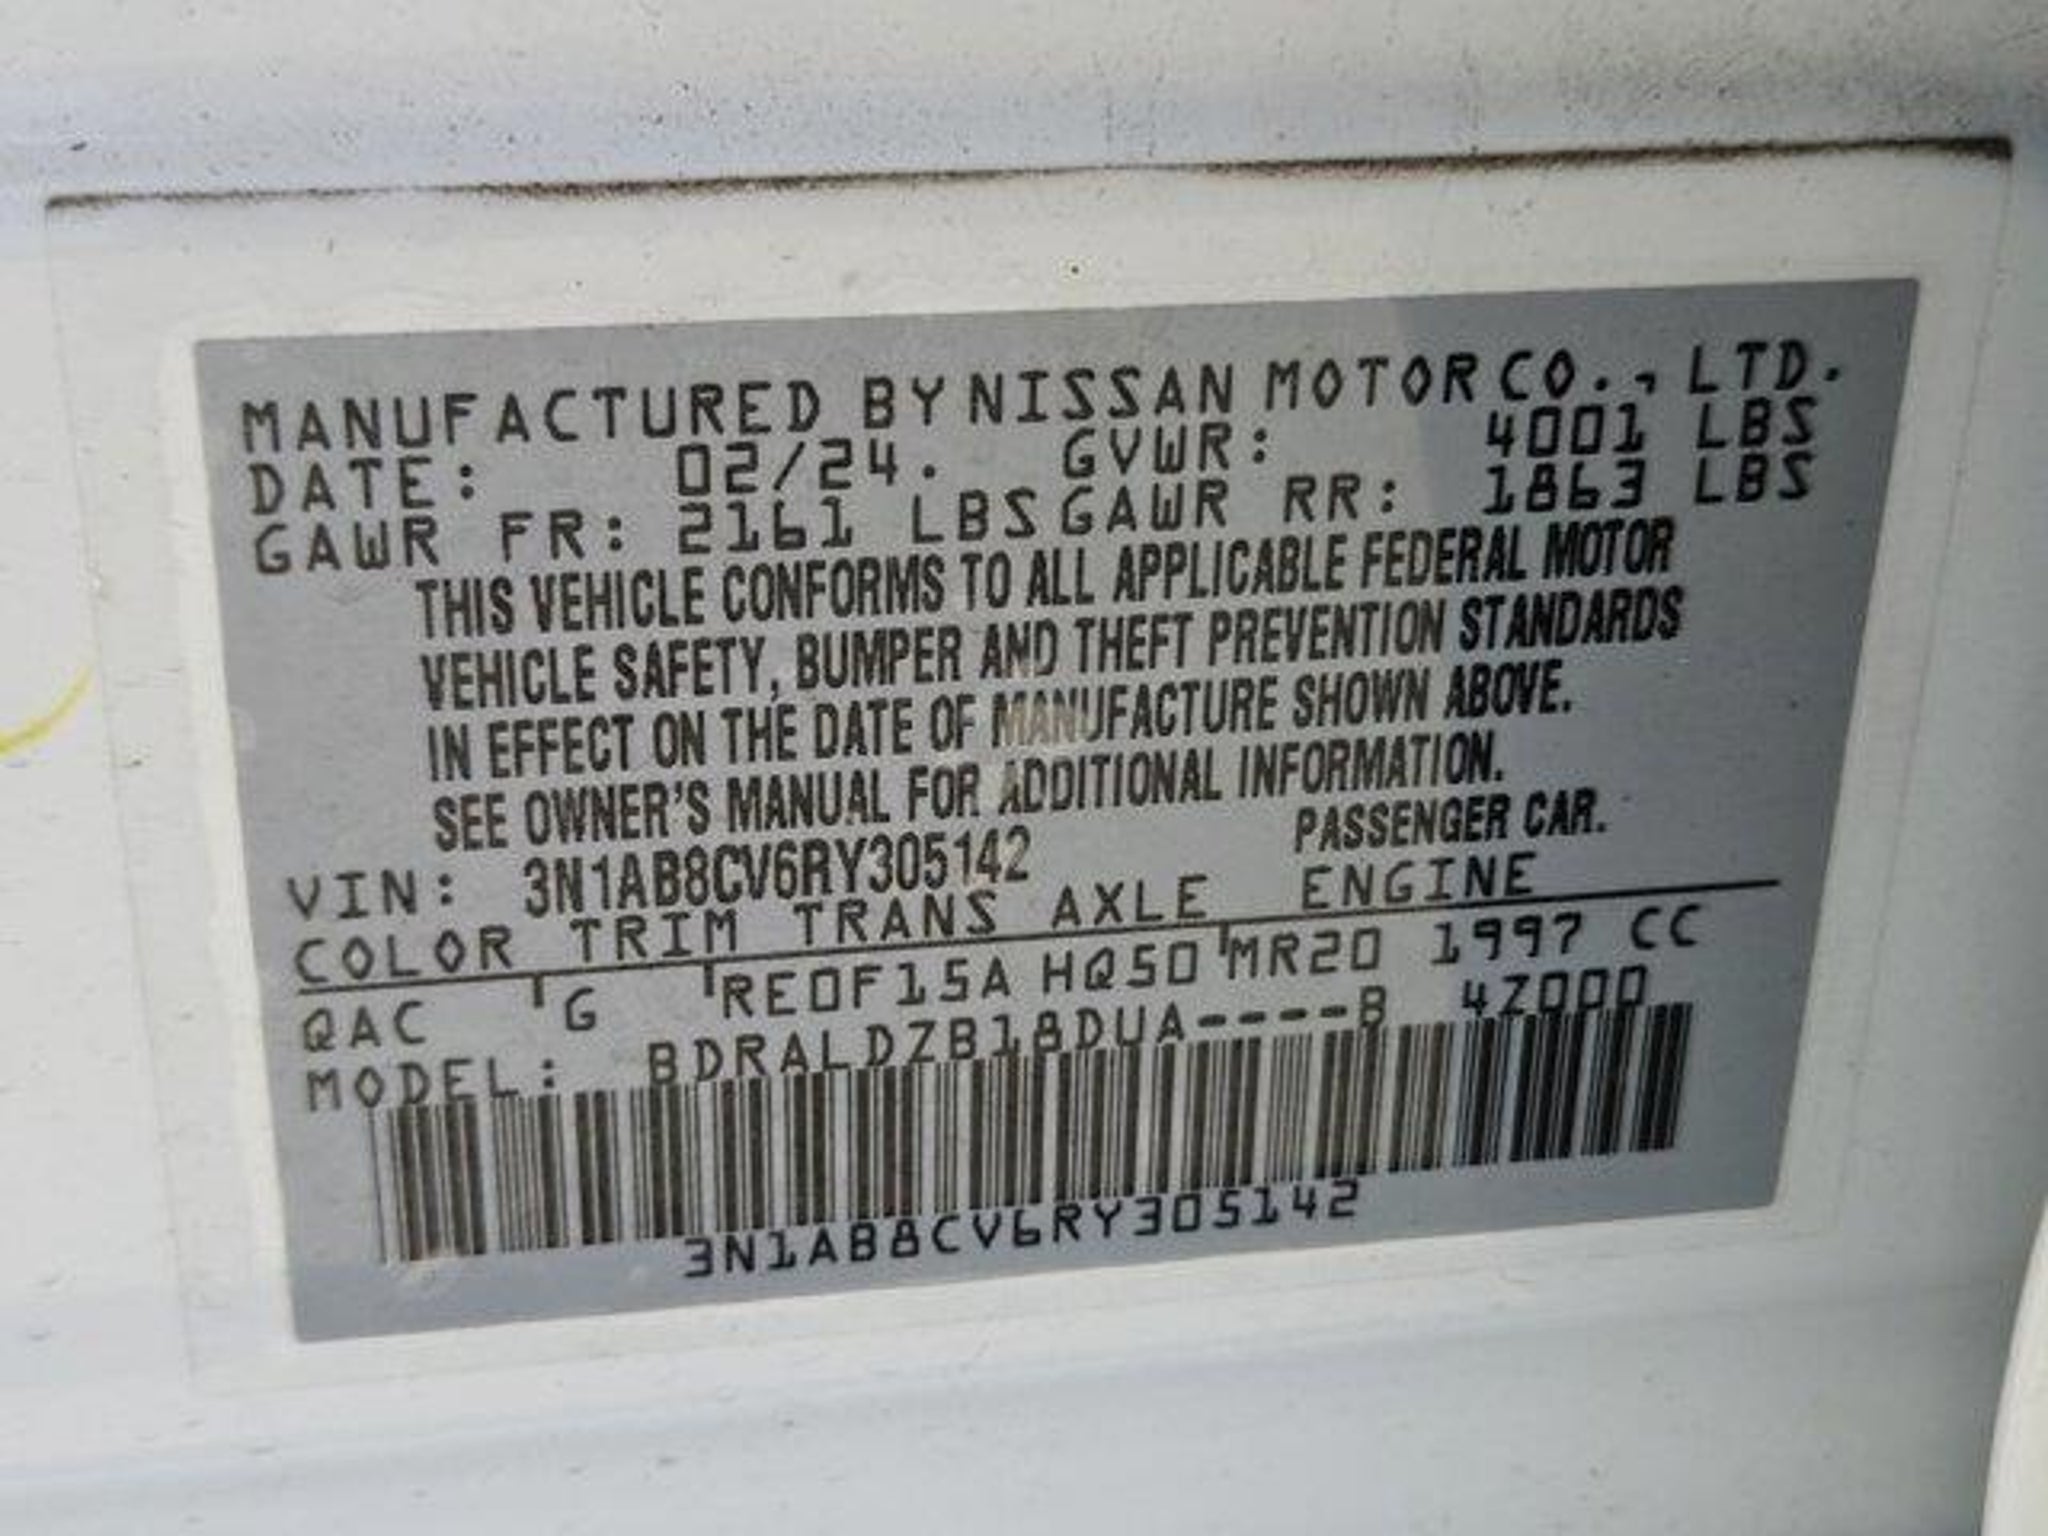 MANUFACTURED BY NISSAN MOTOR CO., LTD.
DATE: 02/24. GVWR: 4001 LBS
GAWR FR: 2161 LBS GAWR RR: 1863 LBS
THIS VEHICLE CONFORMS TO ALL APPLICABLE FEDERAL MOTOR
VEHICLE SAFETY, BUMPER AND THEFT PREVENTION STANDARDS
IN EFFECT ON THE DATE OF MANUFACTURE SHOWN ABOVE.
SEE OWNER'S MANUAL FOR ADDITIONAL INFORMATION.
VIN: 3N1AB8CV6RY305142 PASSENGER CAR.
COLOR TRIM TRANS AXLE ENGINE
QAC G RE0F15A HQ50 MR20 1997 CC
MODEL: BDRALDZB18DUA----B 4Z000
3N1AB8CV6RY305142